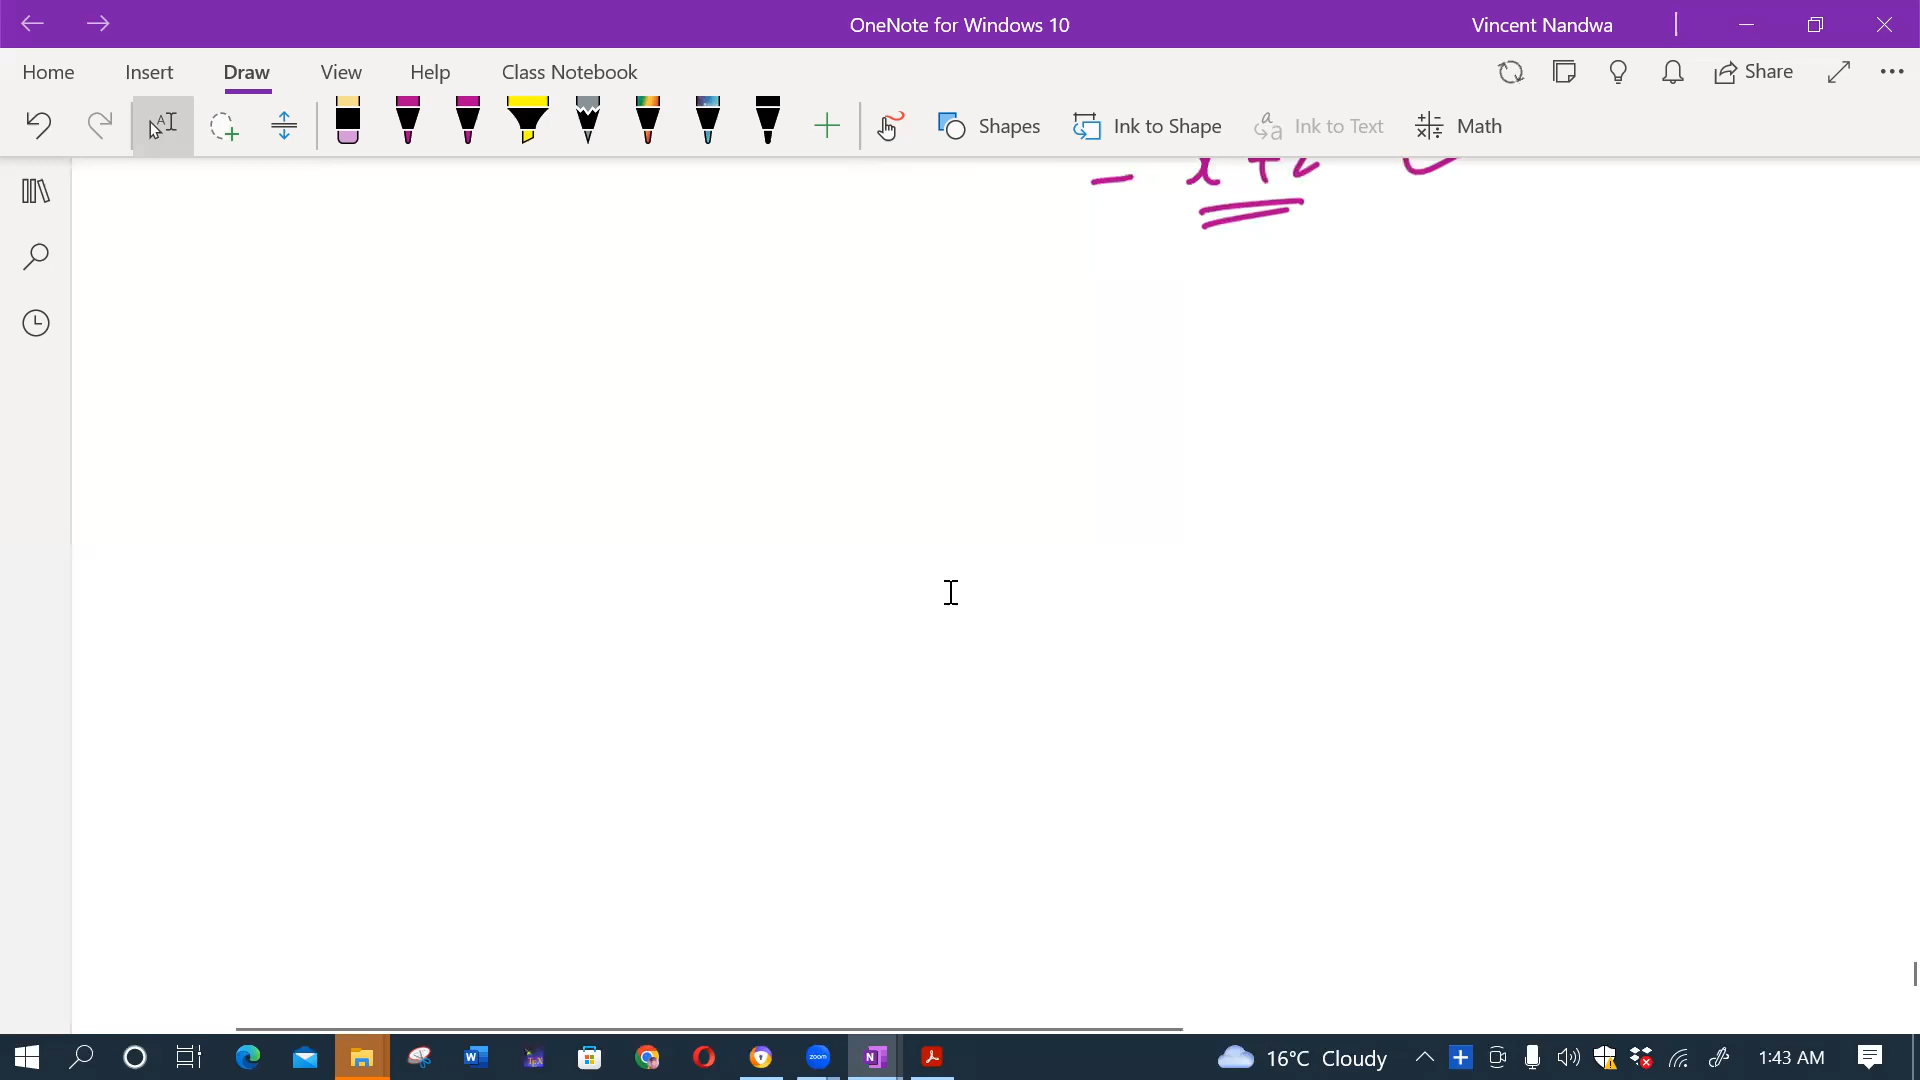 OneNote for Windows 10
Vincent Nandwa
Home Insert Draw View Help Class Notebook
Share
Shapes Ink to Shape Ink to Text Math
16°C Cloudy
1:43 AM